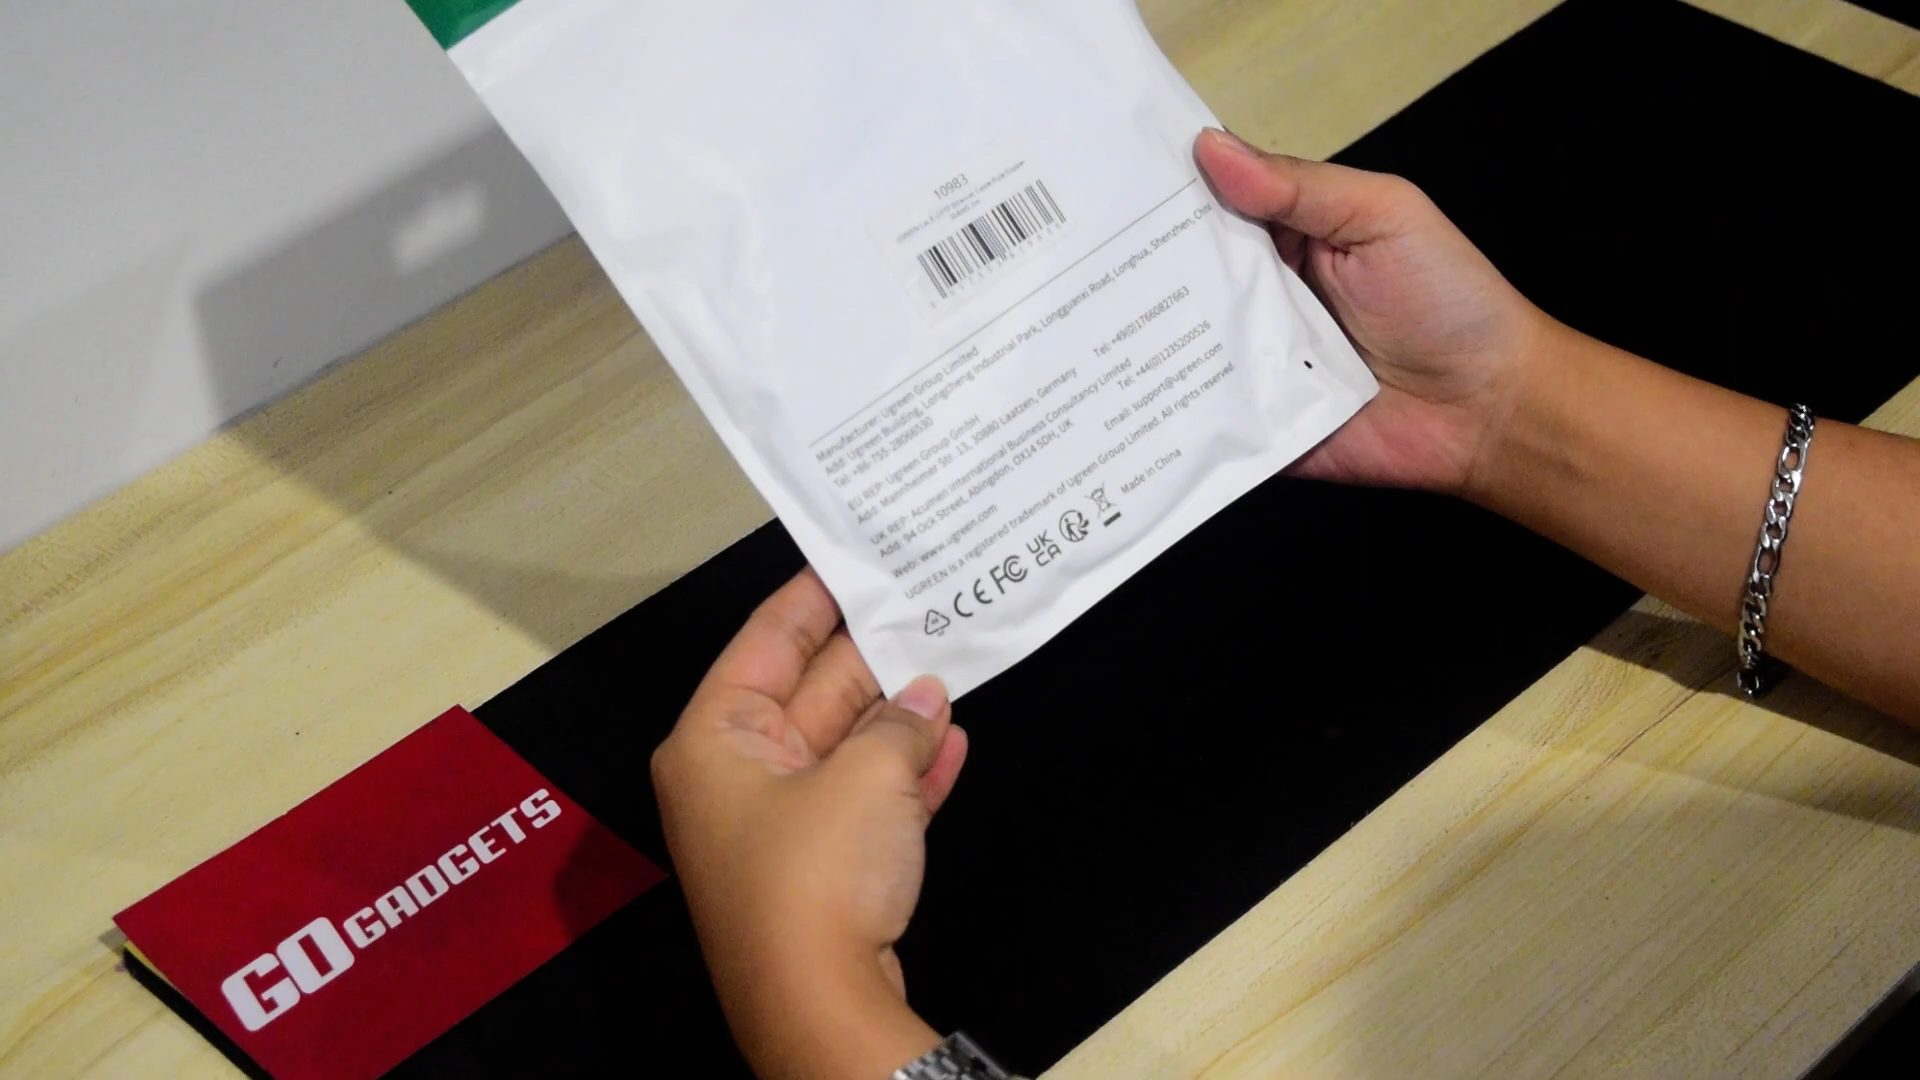 10983
Manufacturer: Ugreen Group Limited
Add: Ugreen Building, Longcheng Industrial Park, Longguanxi Road, Longhua, Shenzhen, China
Tel: +86-755-28066530
EU REP: Ugreen Group GmbH
Add: Mannheimer Str. 13, 30880 Laatzen, Germany Tel: +49(0)17660827663
UK REP: Acumen International Business Consultancy Limited
Add: 94 Ock Street, Abingdon, OX14 5DH, UK Tel: +44(0)1235200526
Web: www.ugreen.com Email: support@ugreen.com
UGREEN is a registered trademark of Ugreen Group Limited. All rights reserved
CE FC UK CA Made in China
GO GADGETS